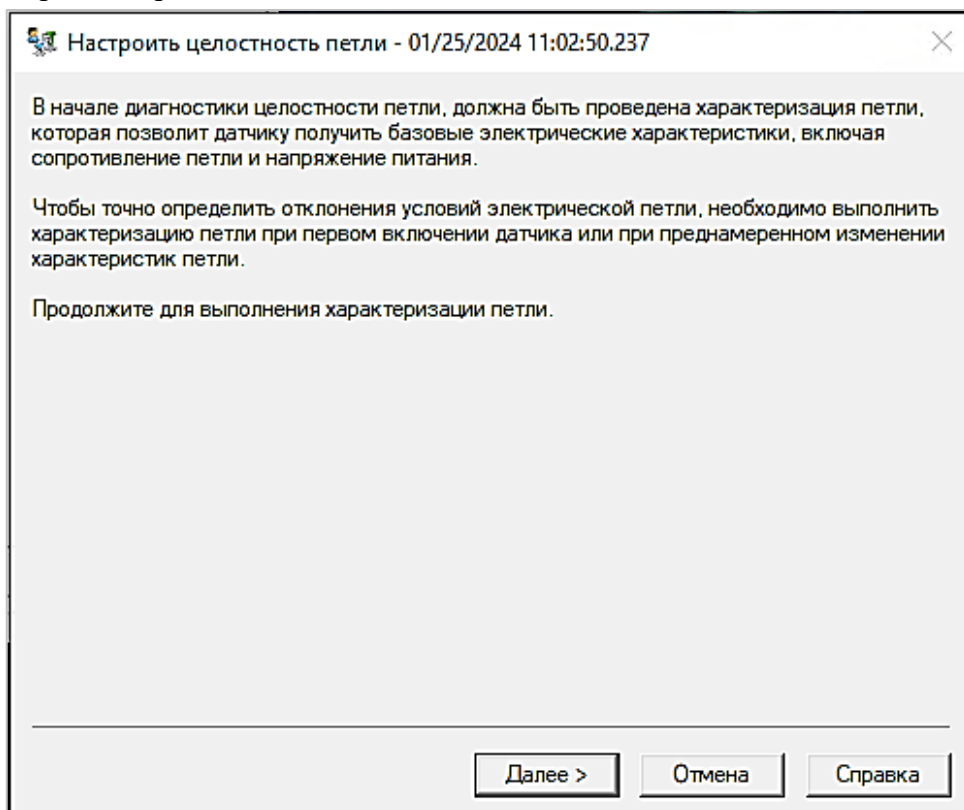 Настроить целостность петли - 01/25/2024 11:02:50.237
В начале диагностики целостности петли, должна быть проведена характеризация петли,
которая позволит датчику получить базовые электрические характеристики, включая
сопротивление петли и напряжение питания.
Чтобы точно определить отклонения условий электрической петли, необходимо выполнить
характеризацию петли при первом включении датчика или при преднамеренном изменении
характеристик петли.
Продолжите для выполнения характеризации петли.
Далее >
Отмена
Справка